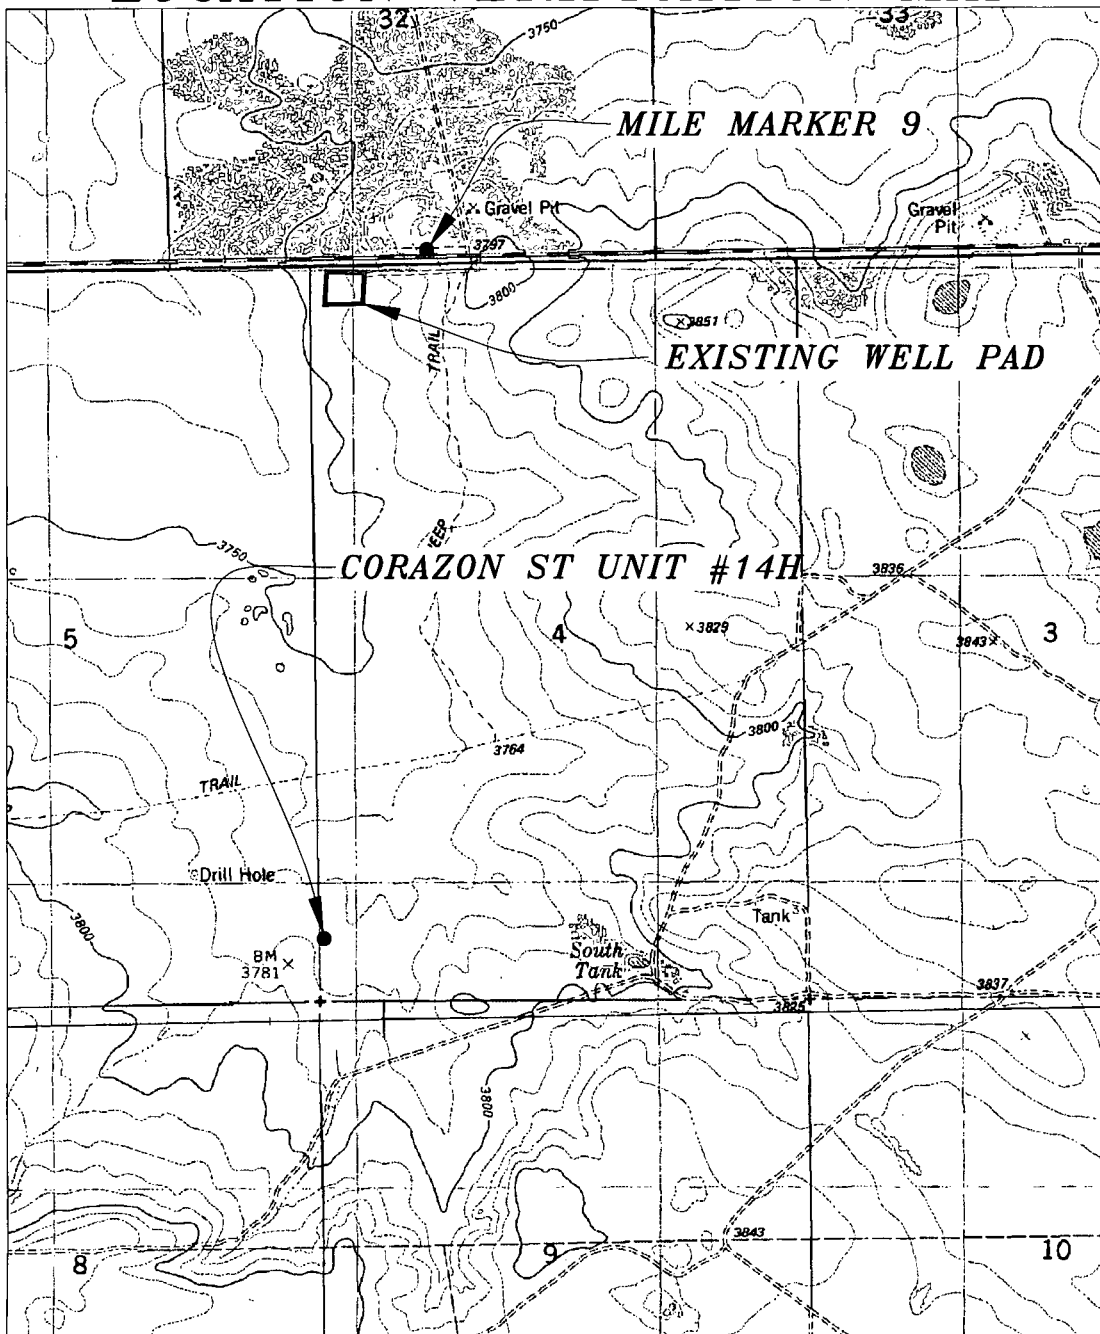 32
33
3750
MILE MARKER 9
Gravel Pit
Gravel
Pit
3797
3800
3851
TRAIL
EXISTING WELL PAD
JEEP
3750
CORAZON ST UNIT #14H
3836
5
4
3829
3843
3
3800
3764
TRAIL
Drill Hole
3800
Tank
BM
3781
South
Tank
3837
3825
3800
3843
8
9
10